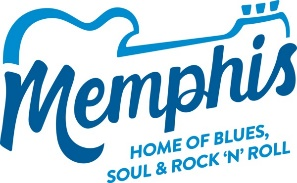 Memphis
HOME OF BLUES,
SOUL & ROCK ‘N’ ROLL